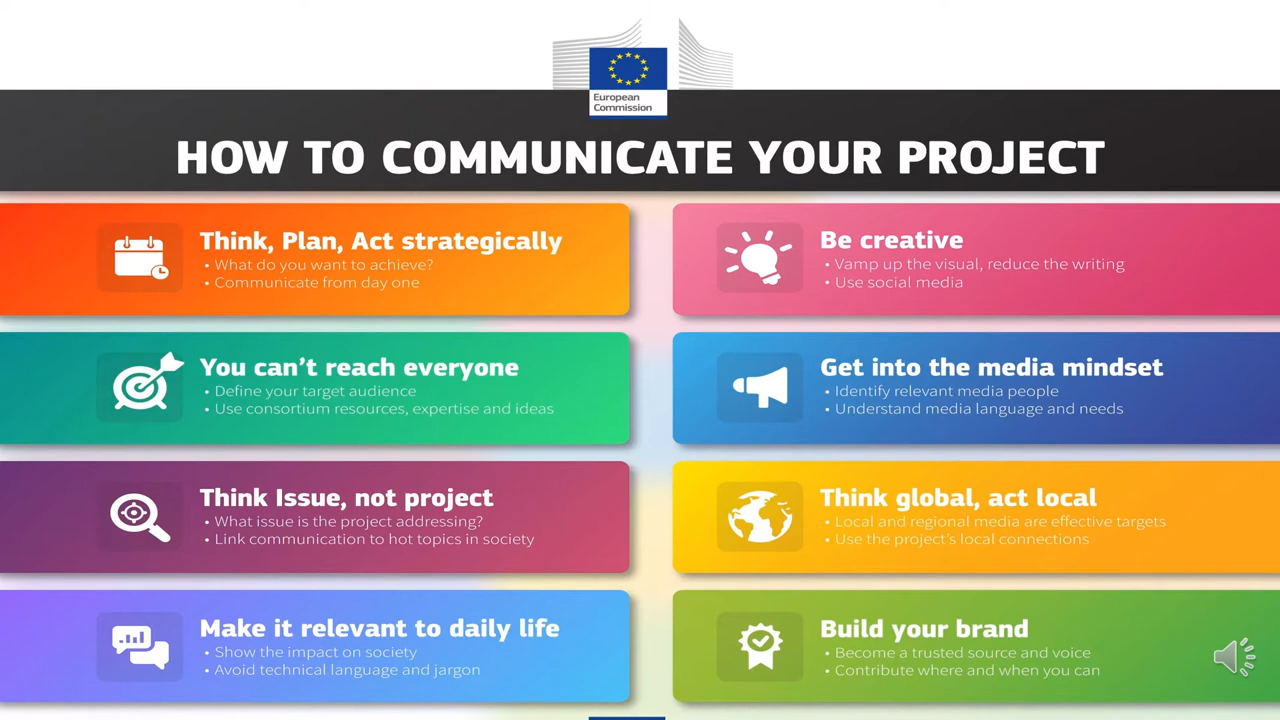 European
Commission
HOW TO COMMUNICATE YOUR PROJECT
Think, Plan, Act strategically
• What do you want to achieve?
• Communicate from day one
You can’t reach everyone
• Define your target audience
• Use consortium resources, expertise and ideas
Think Issue, not project
• What issue is the project addressing?
• Link communication to hot topics in society
Make it relevant to daily life
• Show the impact on society
• Avoid technical language and jargon
Be creative
• Vamp up the visual, reduce the writing
• Use social media
Get into the media mindset
• Identify relevant media people
• Understand media language and needs
Think global, act local
• Local and regional media are effective targets
• Use the project’s local connections
Build your brand
• Become a trusted source and voice
• Contribute where and when you can